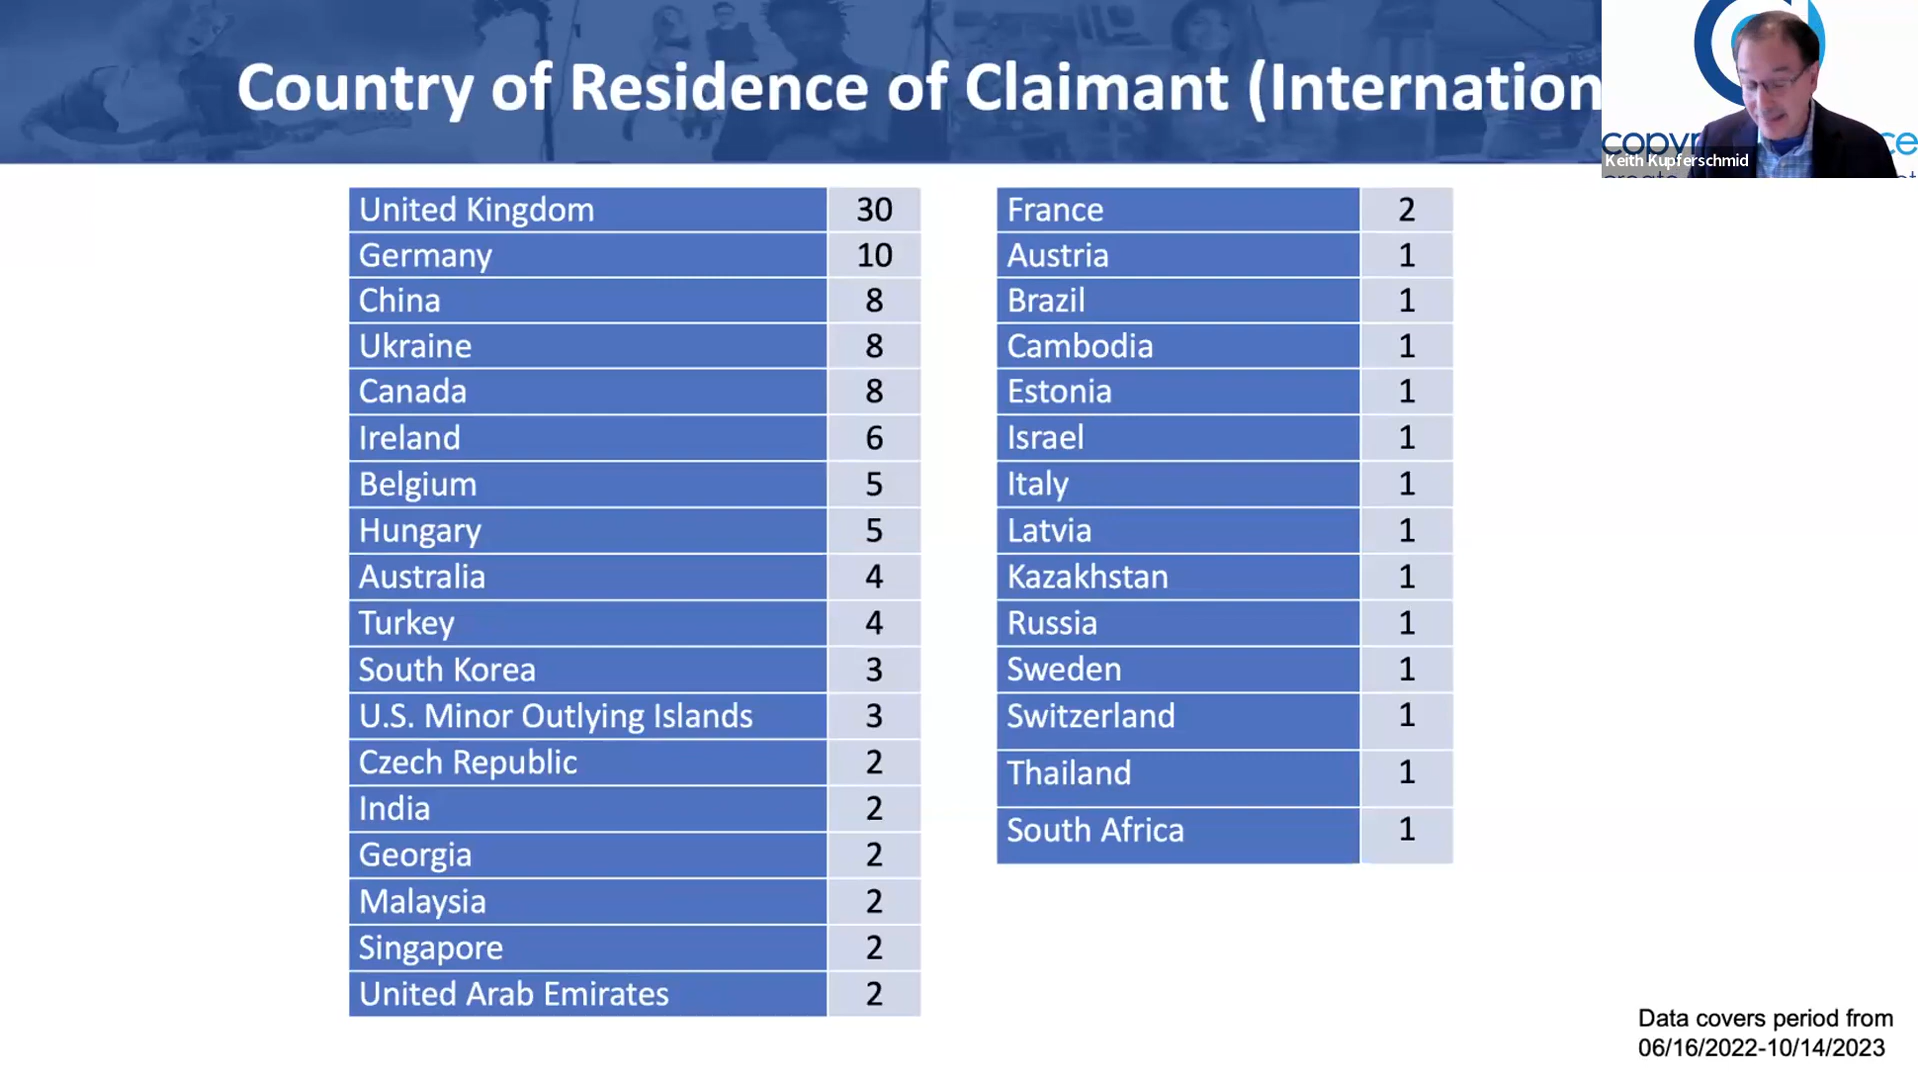 Country of Residence of Claimant (Internation
copy ce
Keith Kupferschmid
United Kingdom 30
Germany 10
China 8
Ukraine 8
Canada 8
Ireland 6
Belgium 5
Hungary 5
Australia 4
Turkey 4
South Korea 3
U.S. Minor Outlying Islands 3
Czech Republic 2
India 2
Georgia 2
Malaysia 2
Singapore 2
United Arab Emirates 2
France 2
Austria 1
Brazil 1
Cambodia 1
Estonia 1
Israel 1
Italy 1
Latvia 1
Kazakhstan 1
Russia 1
Sweden 1
Switzerland 1
Thailand 1
South Africa 1
Data covers period from
06/16/2022-10/14/2023